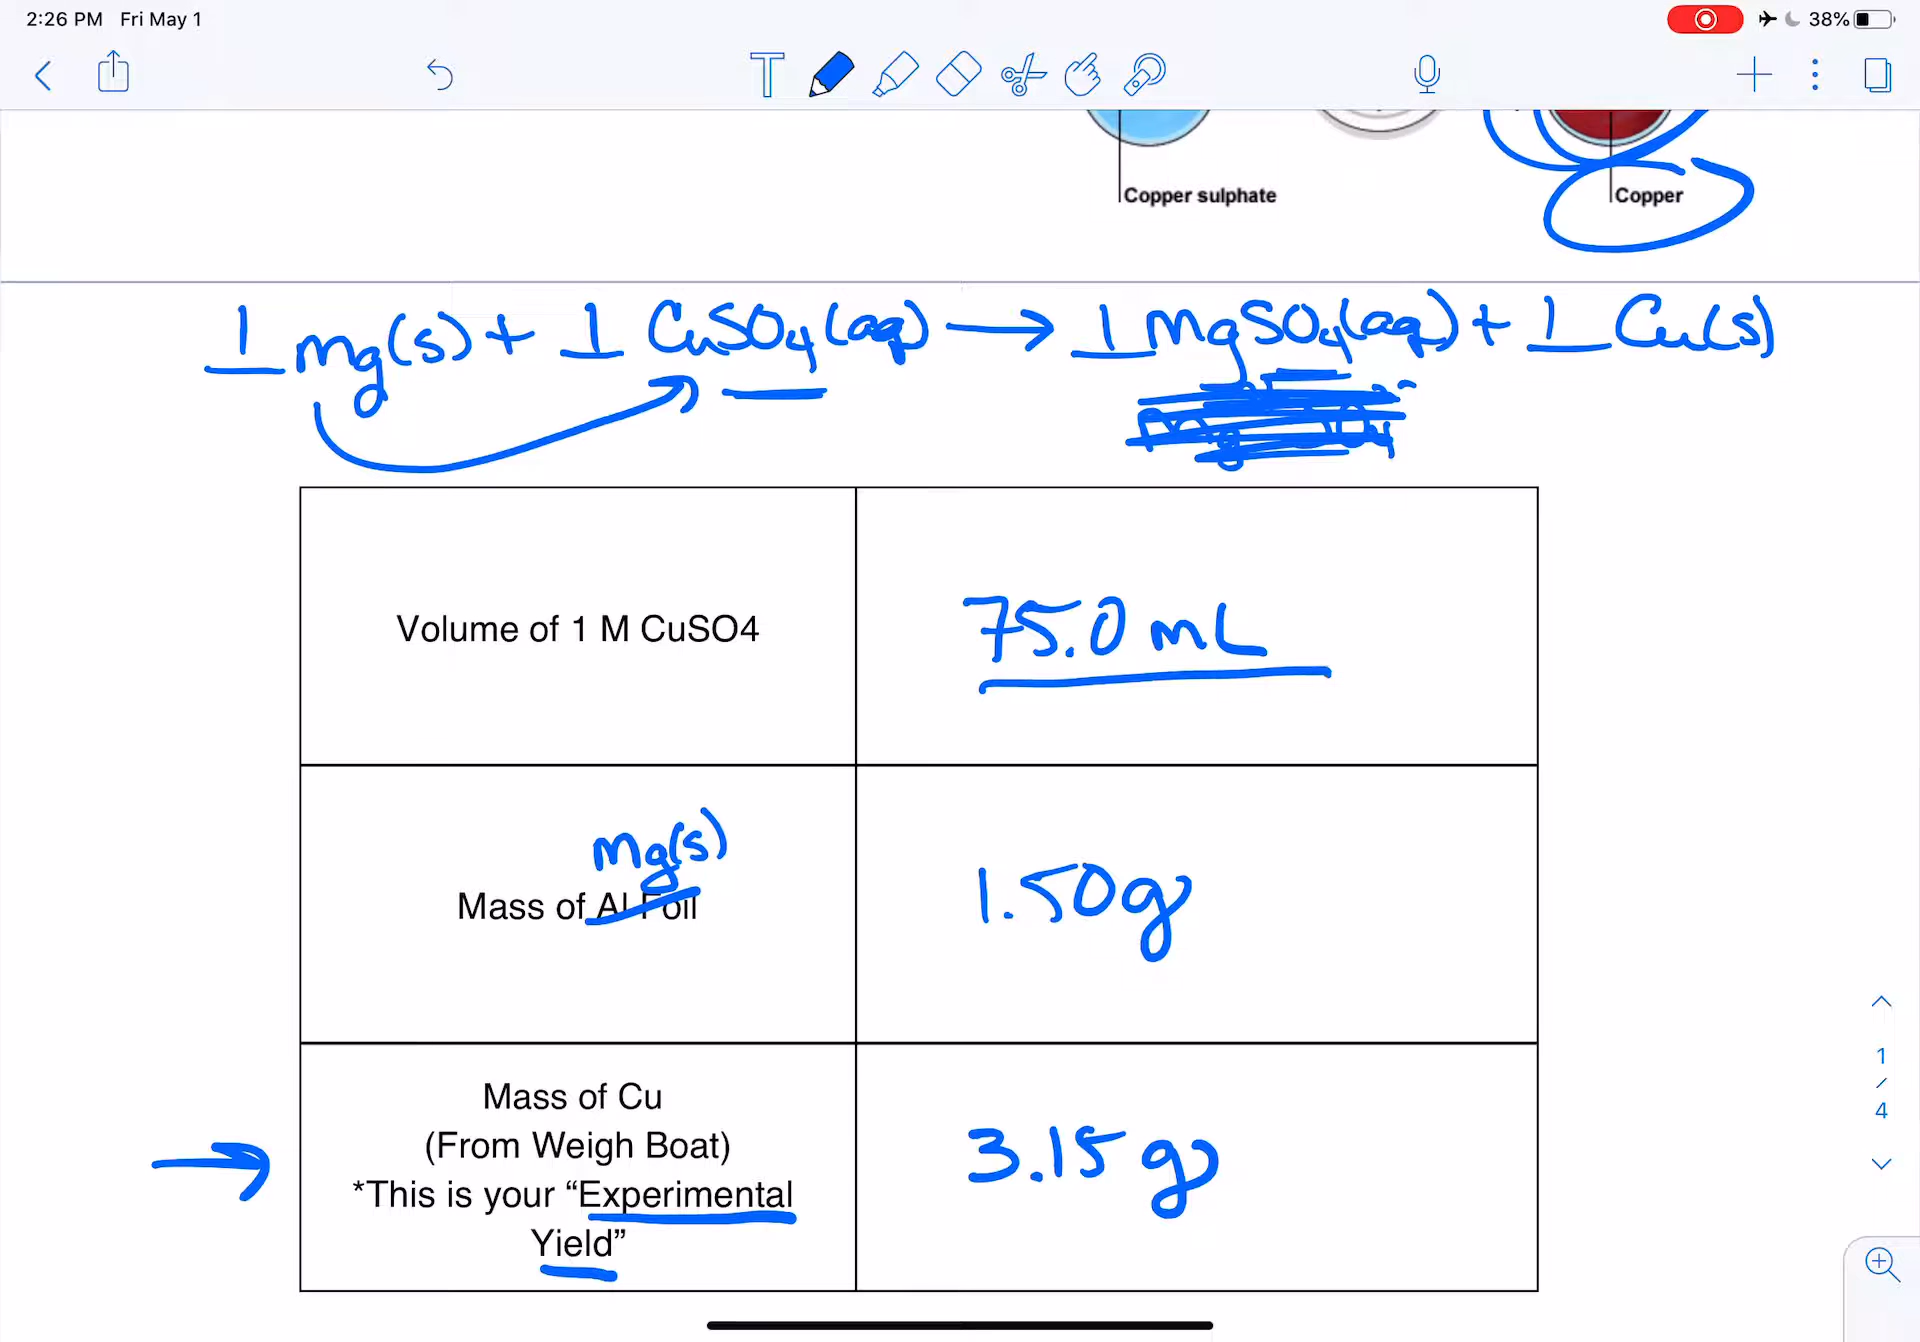 2:26 PM Fri May 1 38%
T
Copper sulphate
Copper
1 Mg(s) + 1 CuSO4(aq) → 1 MgSO4(aq) + 1 Cu(s)
Volume of 1 M CuSO4
75.0 mL
Mg(s)
Mass of Al Foil
1.50g
Mass of Cu
(From Weigh Boat)
*This is your “Experimental
Yield”
3.15 g
1
/
4